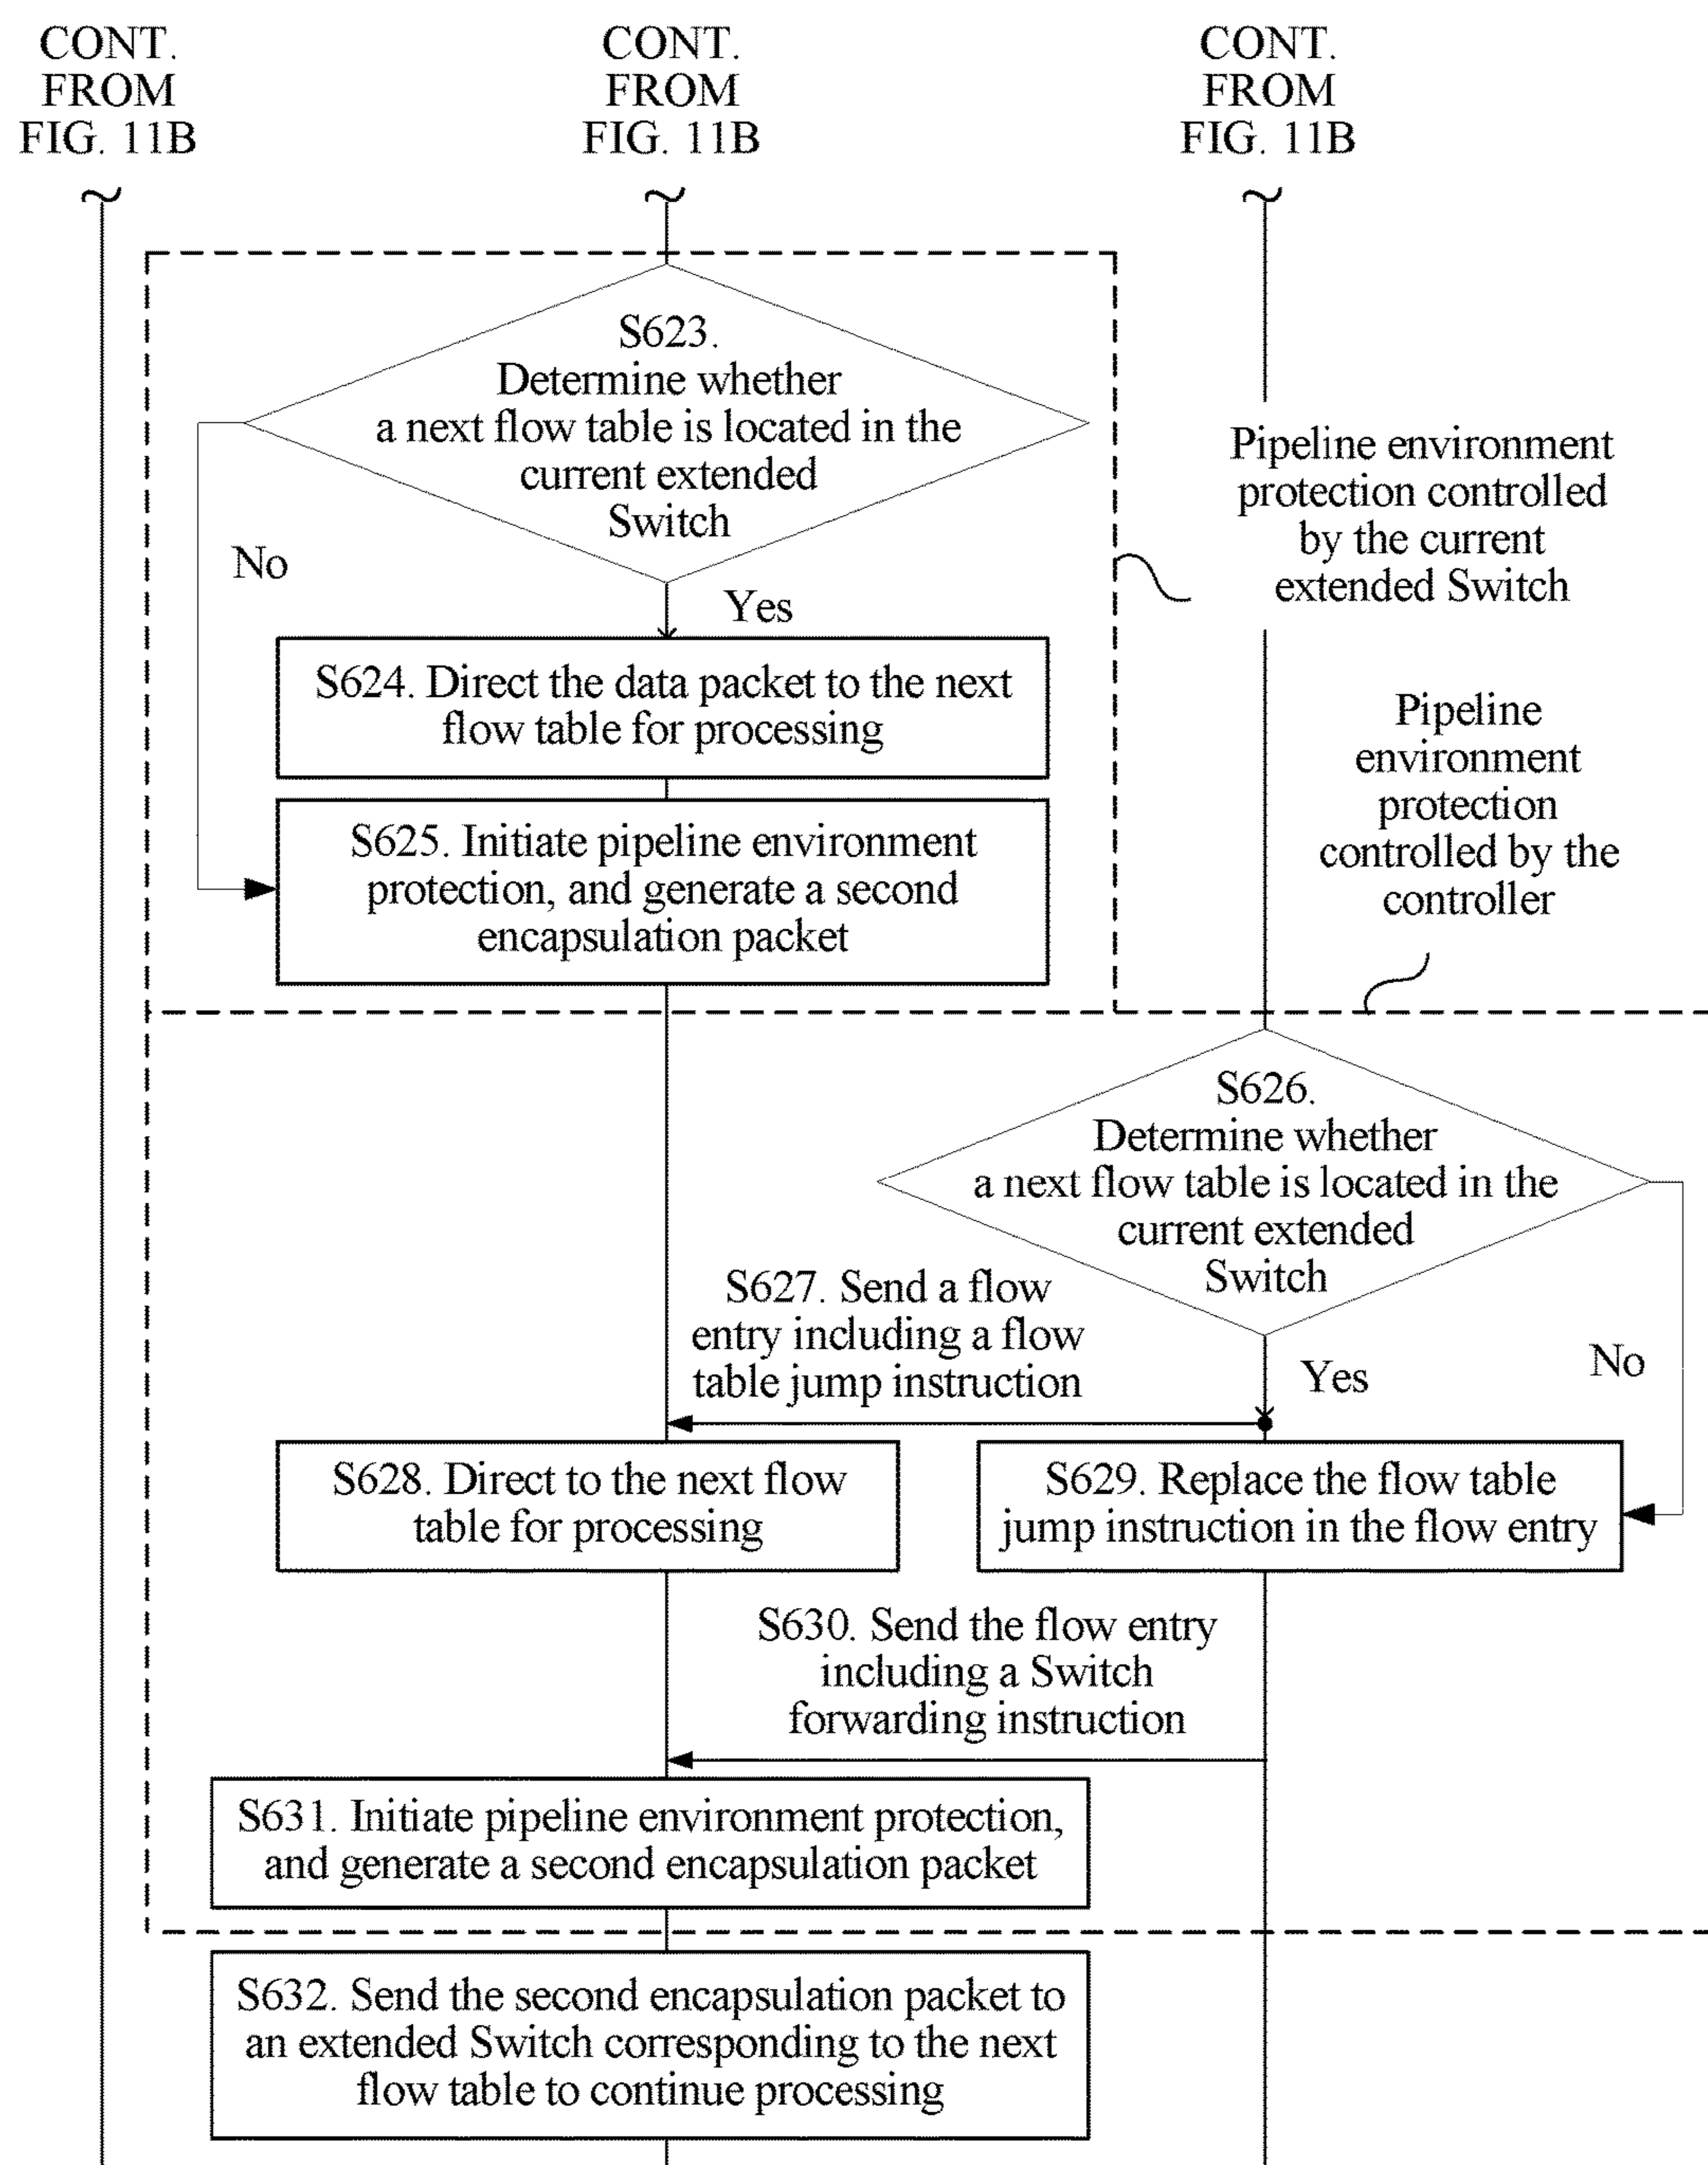 CONT.
FROM
FIG. 11B
CONT.
FROM
FIG. 11B
CONT.
FROM
FIG. 11B
S623.
Determine whether
a next flow table is located in the
current extended
Switch
No
Yes
Pipeline environment
protection controlled
by the current
extended Switch
S624. Direct the data packet to the next
flow table for processing
Pipeline
environment
protection
controlled by the
controller
S625. Initiate pipeline environment
protection, and generate a second
encapsulation packet
S626.
Determine whether
a next flow table is located in the
current extended
Switch
S627. Send a flow
entry including a flow
table jump instruction
Yes
No
S628. Direct to the next flow
table for processing
S629. Replace the flow table
jump instruction in the flow entry
S630. Send the flow entry
including a Switch
forwarding instruction
S631. Initiate pipeline environment protection,
and generate a second encapsulation packet
S632. Send the second encapsulation packet to
an extended Switch corresponding to the next
flow table to continue processing